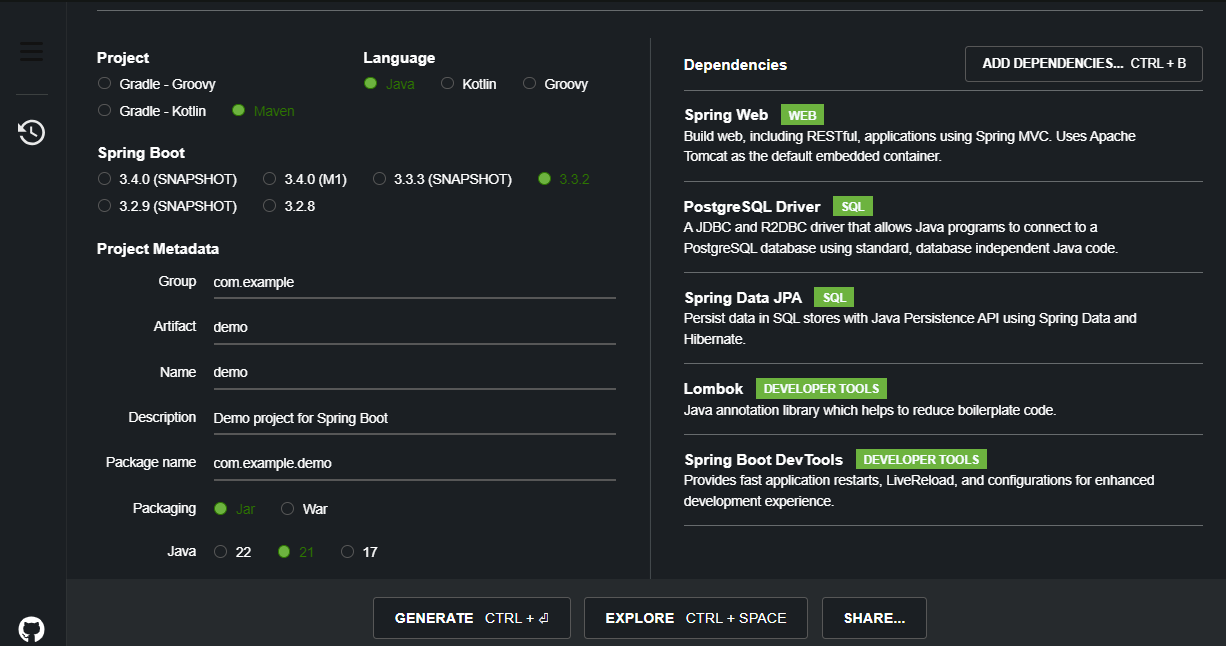 Project
Gradle - Groovy
Gradle - Kotlin Maven
Language
Java Kotlin Groovy
Spring Boot
3.4.0 (SNAPSHOT) 3.4.0 (M1) 3.3.3 (SNAPSHOT) 3.3.2
3.2.9 (SNAPSHOT) 3.2.8
Project Metadata
Group com.example
Artifact demo
Name demo
Description Demo project for Spring Boot
Package name com.example.demo
Packaging Jar War
Java 22 21 17
Dependencies ADD DEPENDENCIES... CTRL + B
Spring Web WEB
Build web, including RESTful, applications using Spring MVC. Uses Apache
Tomcat as the default embedded container.
PostgreSQL Driver SQL
A JDBC and R2DBC driver that allows Java programs to connect to a
PostgreSQL database using standard, database independent Java code.
Spring Data JPA SQL
Persist data in SQL stores with Java Persistence API using Spring Data and
Hibernate.
Lombok DEVELOPER TOOLS
Java annotation library which helps to reduce boilerplate code.
Spring Boot DevTools DEVELOPER TOOLS
Provides fast application restarts, LiveReload, and configurations for enhanced
development experience.
GENERATE CTRL + ⏎ EXPLORE CTRL + SPACE SHARE...